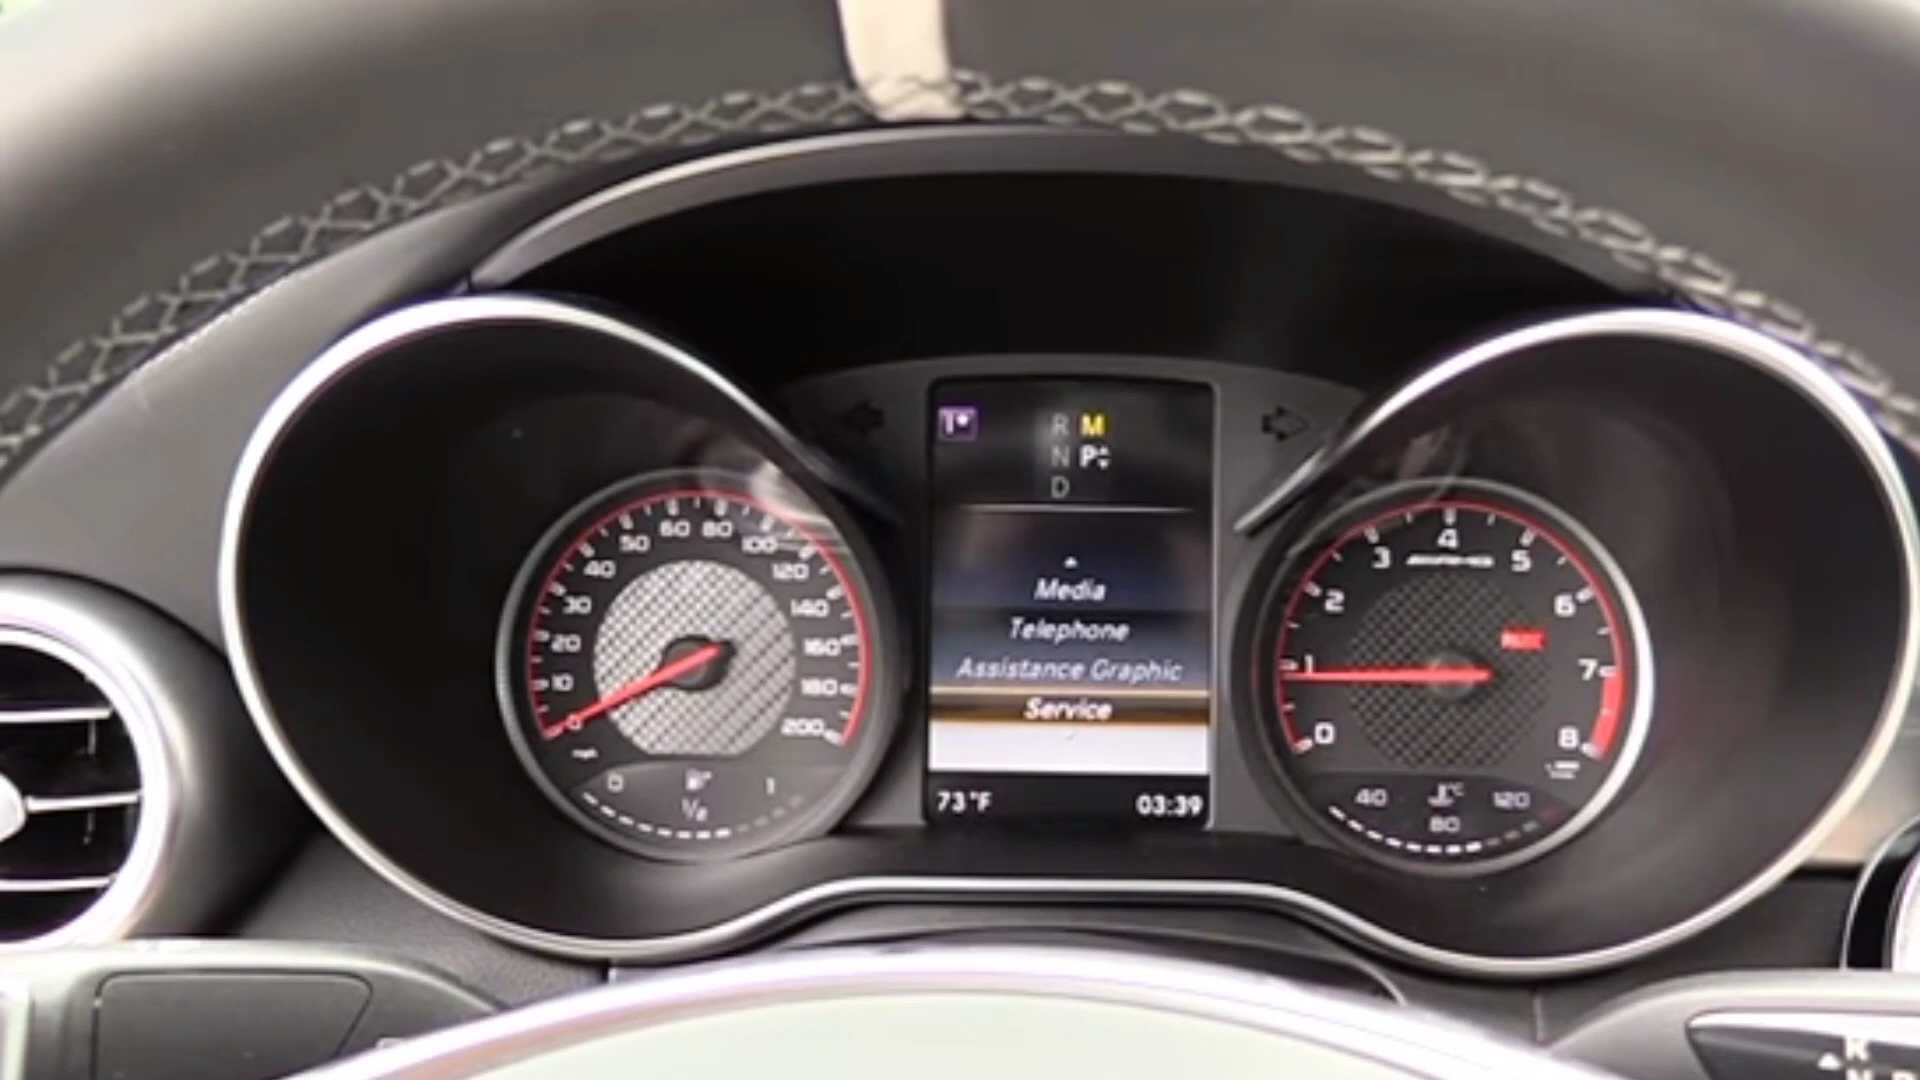 R M
N P
D
Media
Telephone
Assistance Graphic
Service
73°F 03:39
0
10
20
30
40
50
60
80
100
120
140
160
180
200
mph
0 1/2 1
0
1
2
3
4
5
6
7
8
AMG
40 °C 120
80
R